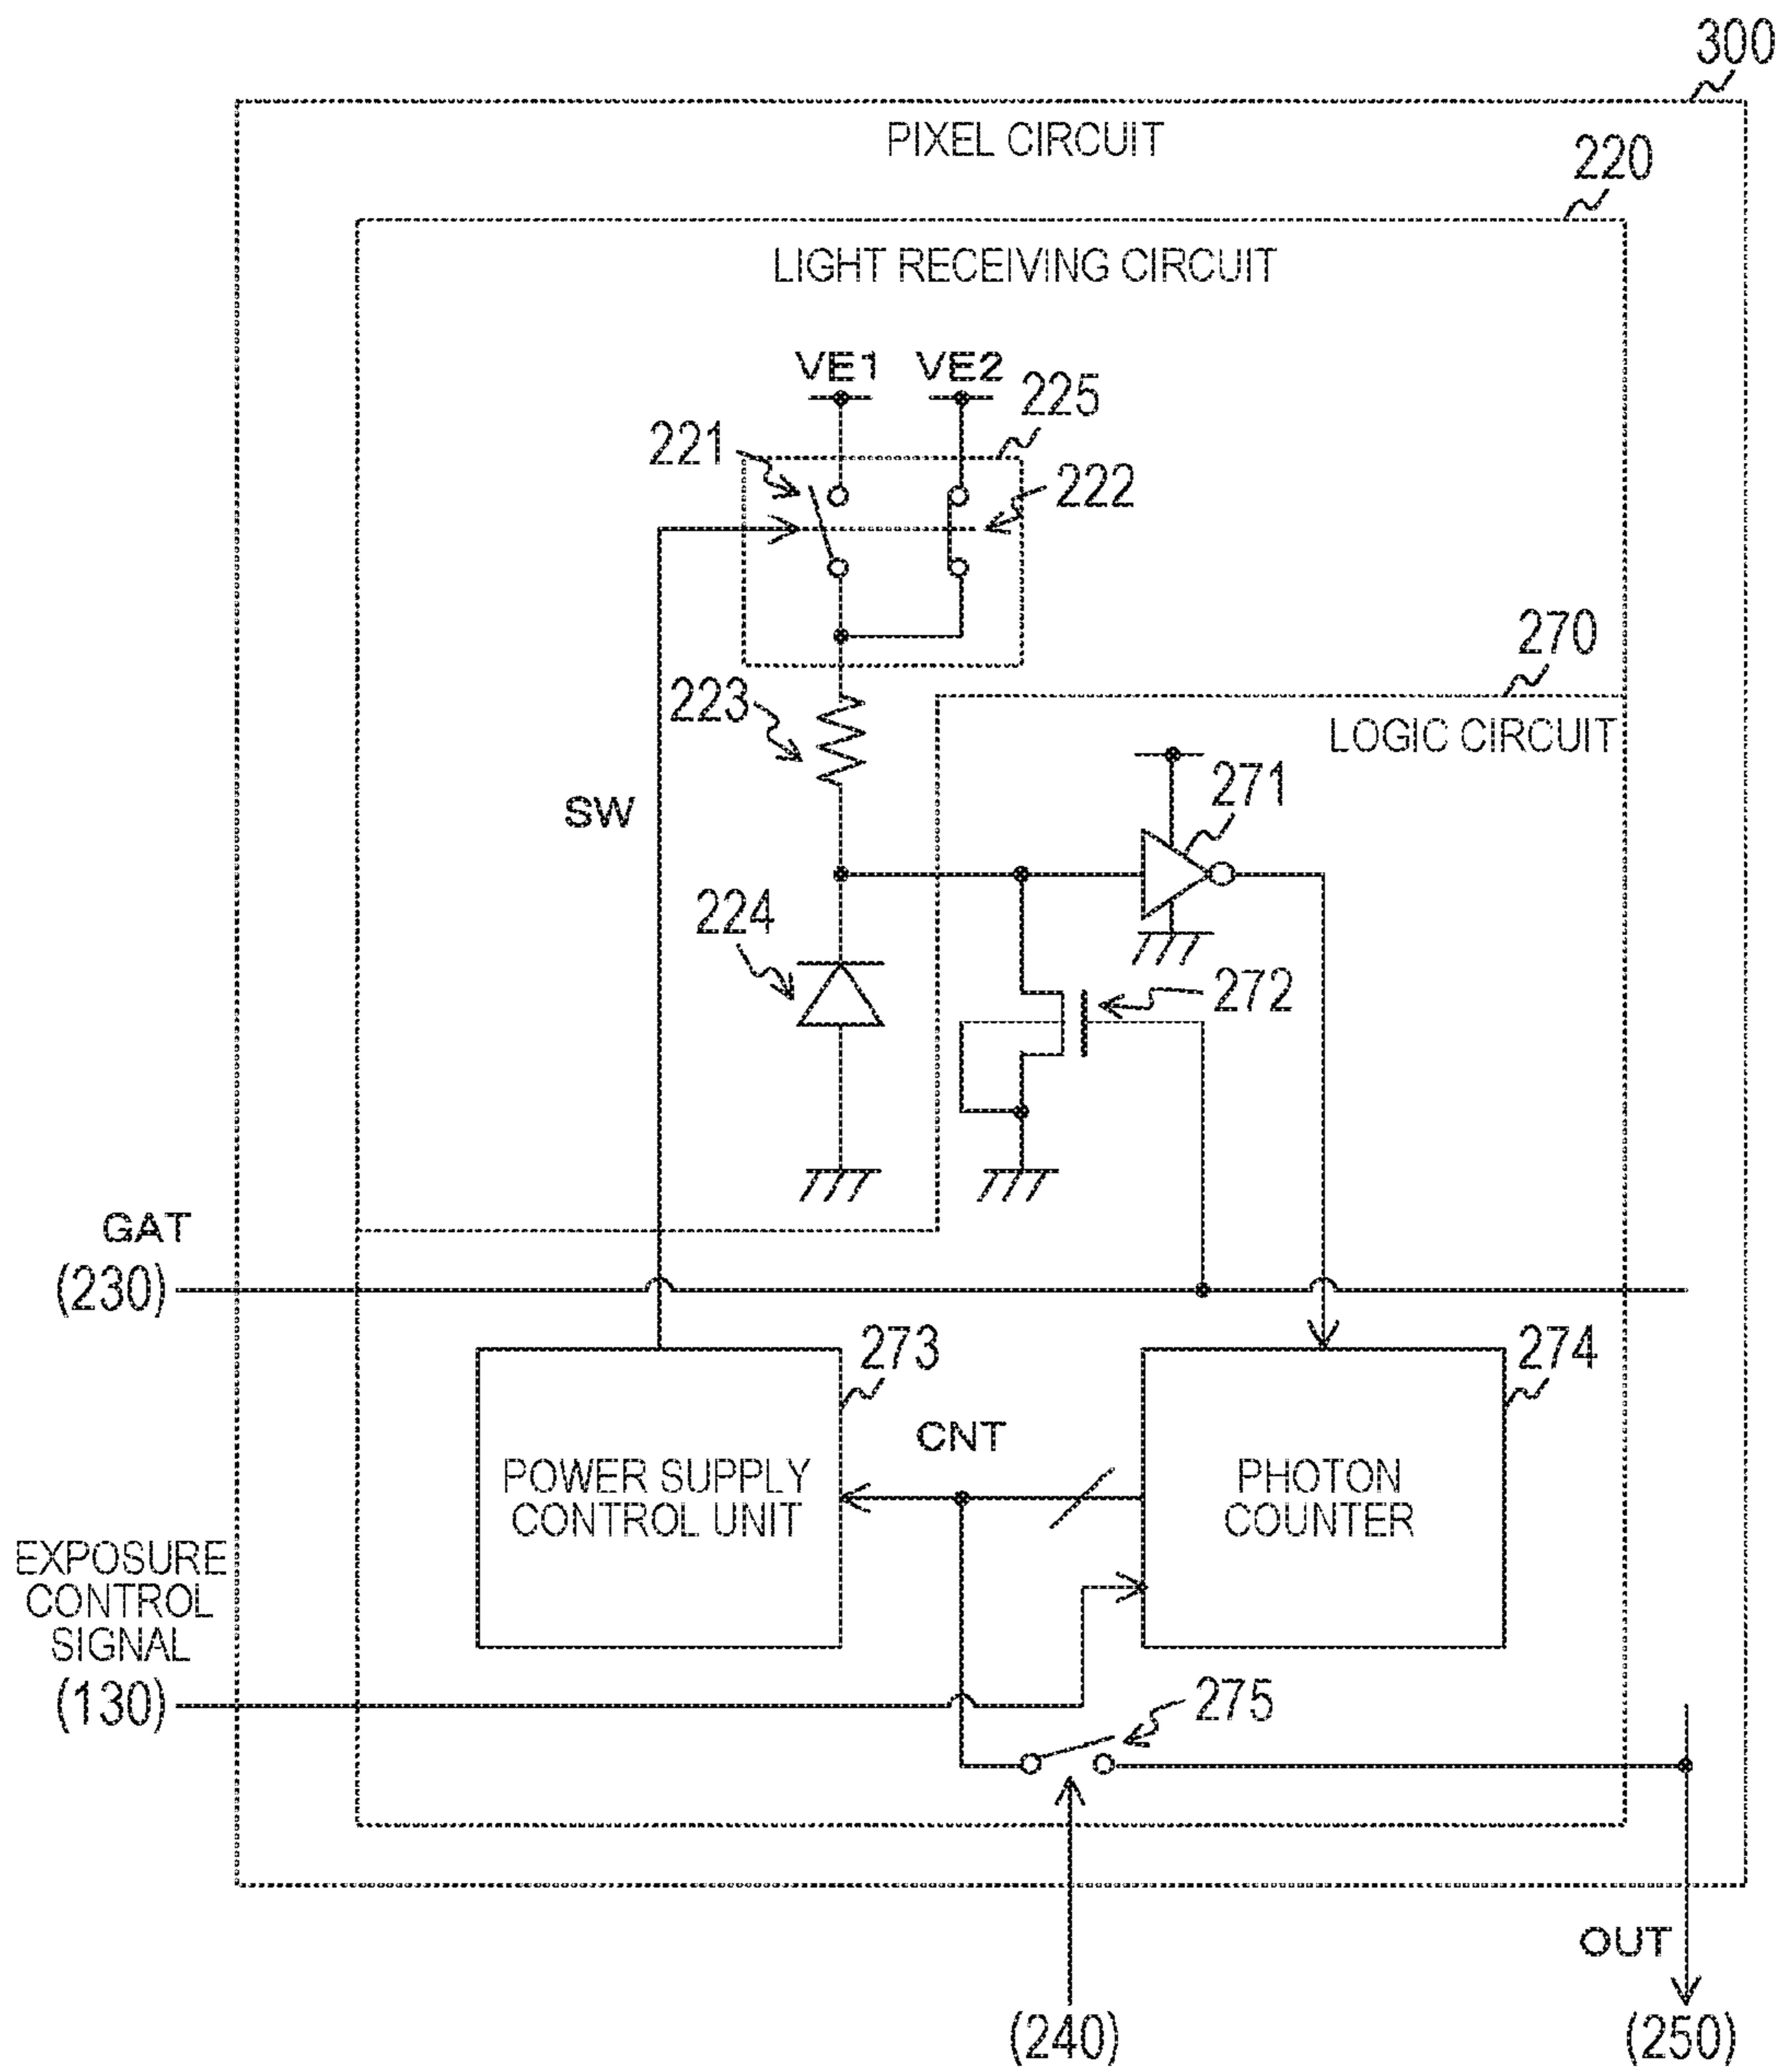 300
PIXEL CIRCUIT
220
LIGHT RECEIVING CIRCUIT
VE1 VE2
225
221
222
270
223
LOGIC CIRCUIT
271
SW
224
272
GAT
(230)
273
274
CNT
POWER SUPPLY
CONTROL UNIT
PHOTON
COUNTER
EXPOSURE
CONTROL
SIGNAL
(130)
275
OUT
(240)
(250)